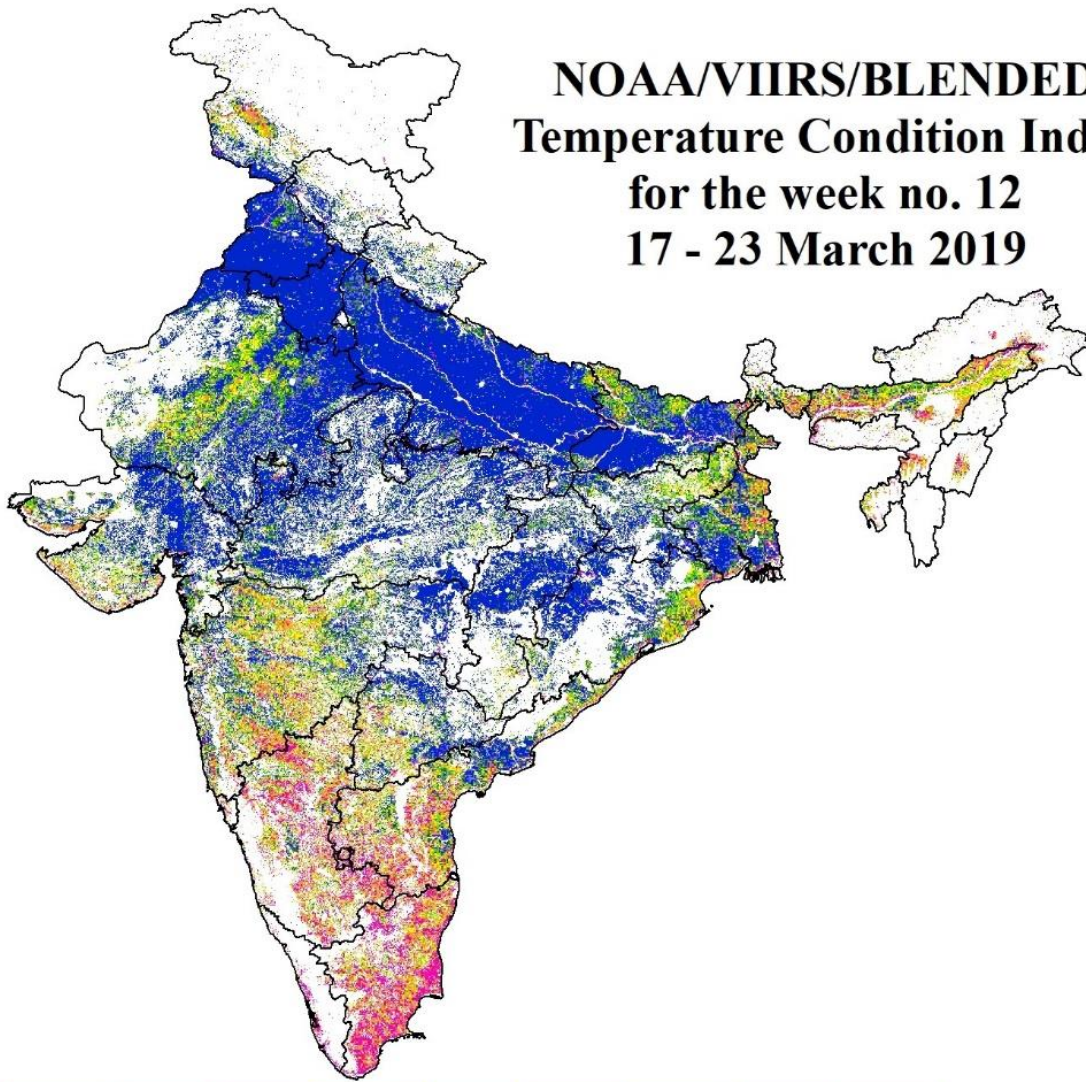 NOAA/VIIRS/BLENDED
Temperature Condition Ind
for the week no. 12
17 - 23 March 2019